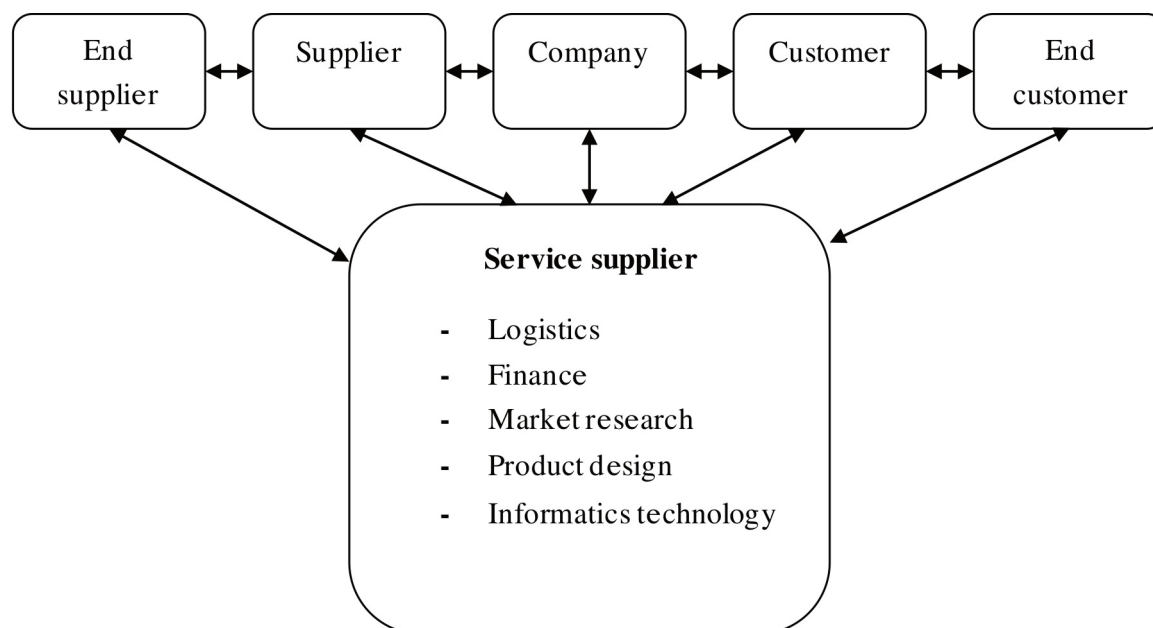 End
supplier
Supplier
Company
Customer
End
customer
Service supplier
- Logistics
- Finance
- Market research
- Product design
- Informatics technology